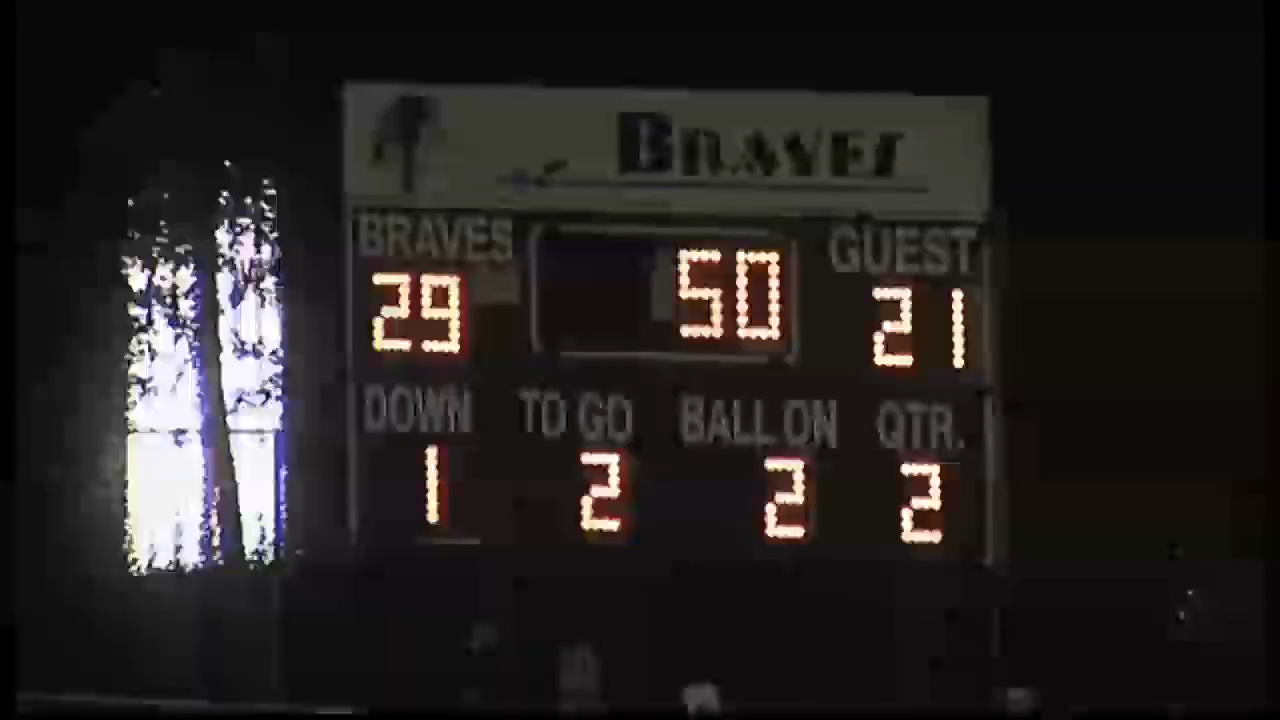 BRAVES
BRAVES 50 GUEST
29 21
DOWN TO GO BALL ON QTR.
1 2 2 2